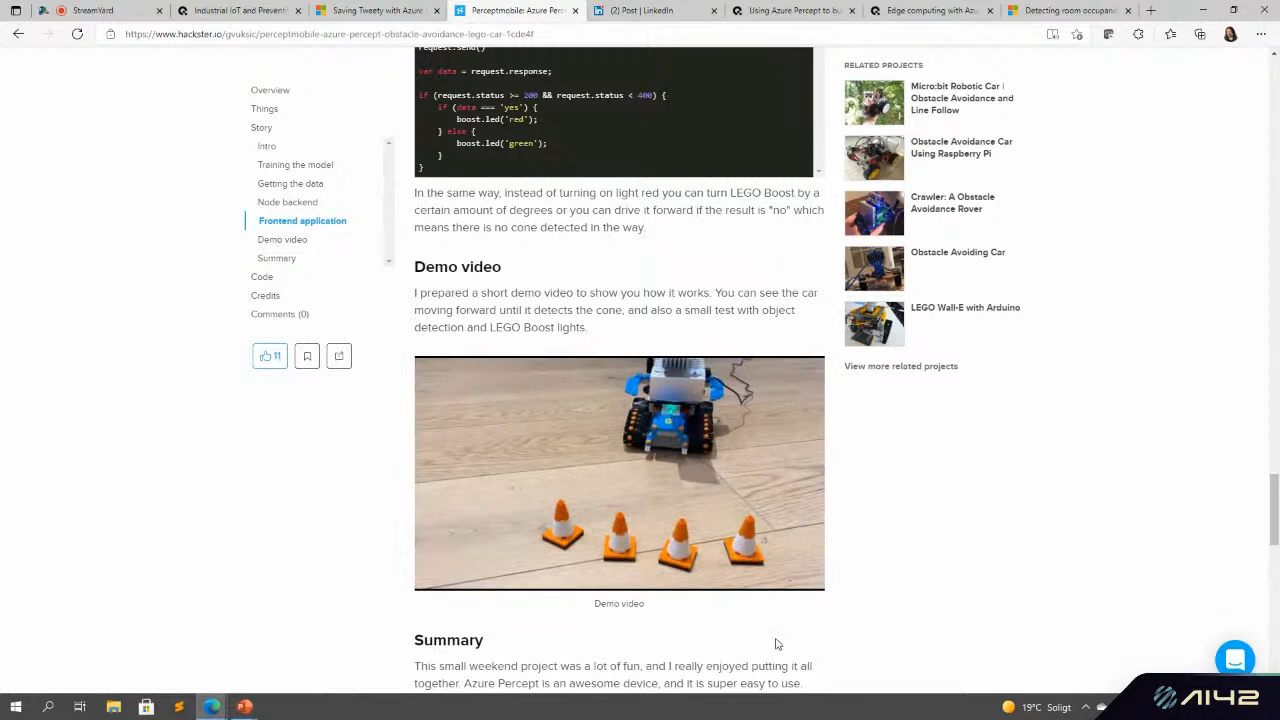 StreamYard
Industrial IoT and
Saving Tweety with Azure
PerceptMobile - Azure Perce
Post | LinkedIn
Using Azure Percept to bu
Edge computing with Azur
Detecting room occupanc
https://www.hackster.io/gvuksic/perceptmobile-azure-percept-obstacle-avoidance-lego-car-1cde4f
Overview
Things
Story
Intro
Training the model
Getting the data
Node backend
Frontend application
Demo video
Summary
Code
Credits
Comments (0)
11
request.send()
var data = request.response;
if (request.status >= 200 && request.status < 400) {
if (data === 'yes') {
boost.led('red');
} else {
boost.led('green');
}
}
In the same way, instead of turning on light red you can turn LEGO Boost by a
certain amount of degrees or you can drive it forward if the result is "no" which
means there is no cone detected in the way.
Demo video
I prepared a short demo video to show you how it works. You can see the car
moving forward until it detects the cone, and also a small test with object
detection and LEGO Boost lights.
Demo video
Summary
This small weekend project was a lot of fun, and I really enjoyed putting it all
together. Azure Percept is an awesome device, and it is super easy to use.
RELATED PROJECTS
Micro:bit Robotic Car |
Obstacle Avoidance and
Line Follow
Obstacle Avoidance Car
Using Raspberry Pi
Crawler: A Obstacle
Avoidance Rover
Obstacle Avoiding Car
LEGO Wall-E with Arduino
View more related projects
19°C Soligt
AI42